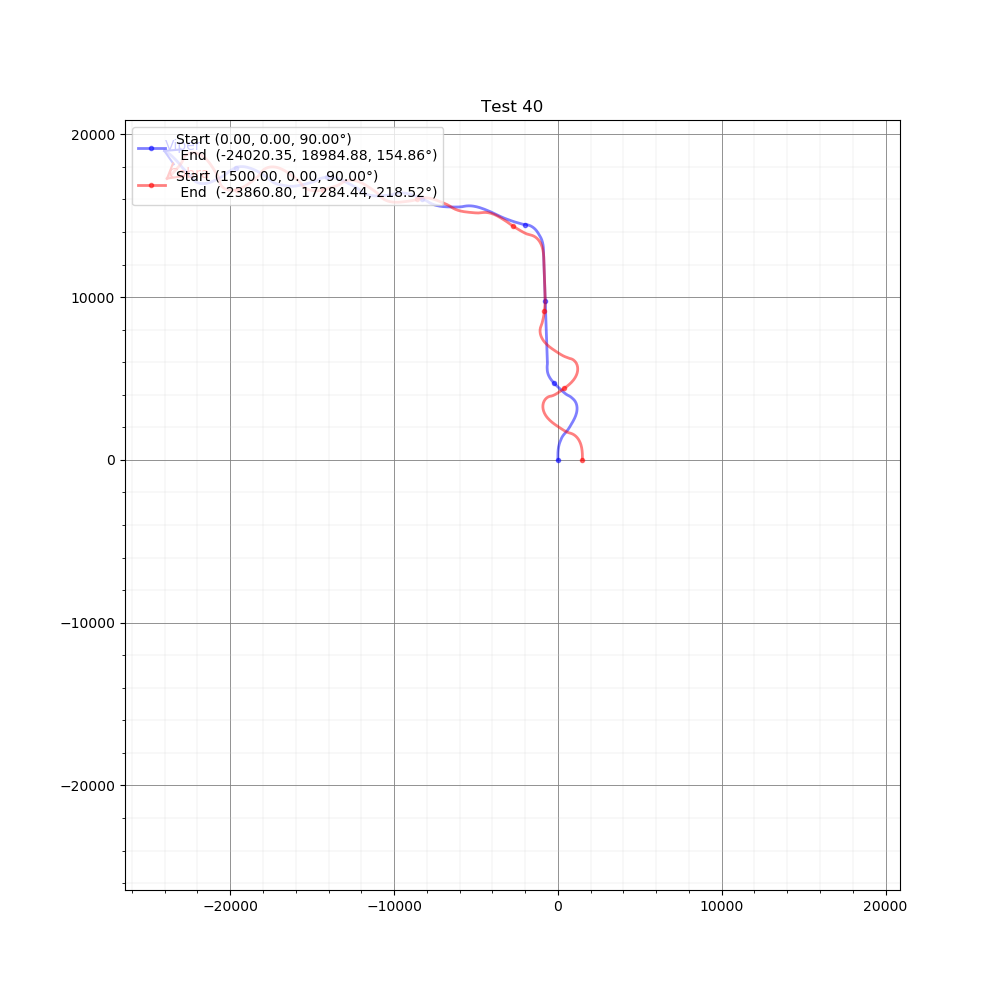 Test 40
Start (0.00, 0.00, 90.00°)
End (-24020.35, 18984.88, 154.86°)
Start (1500.00, 0.00, 90.00°)
End (-23860.80, 17284.44, 218.52°)
20000
10000
0
−10000
−20000
−20000
−10000
0
10000
20000